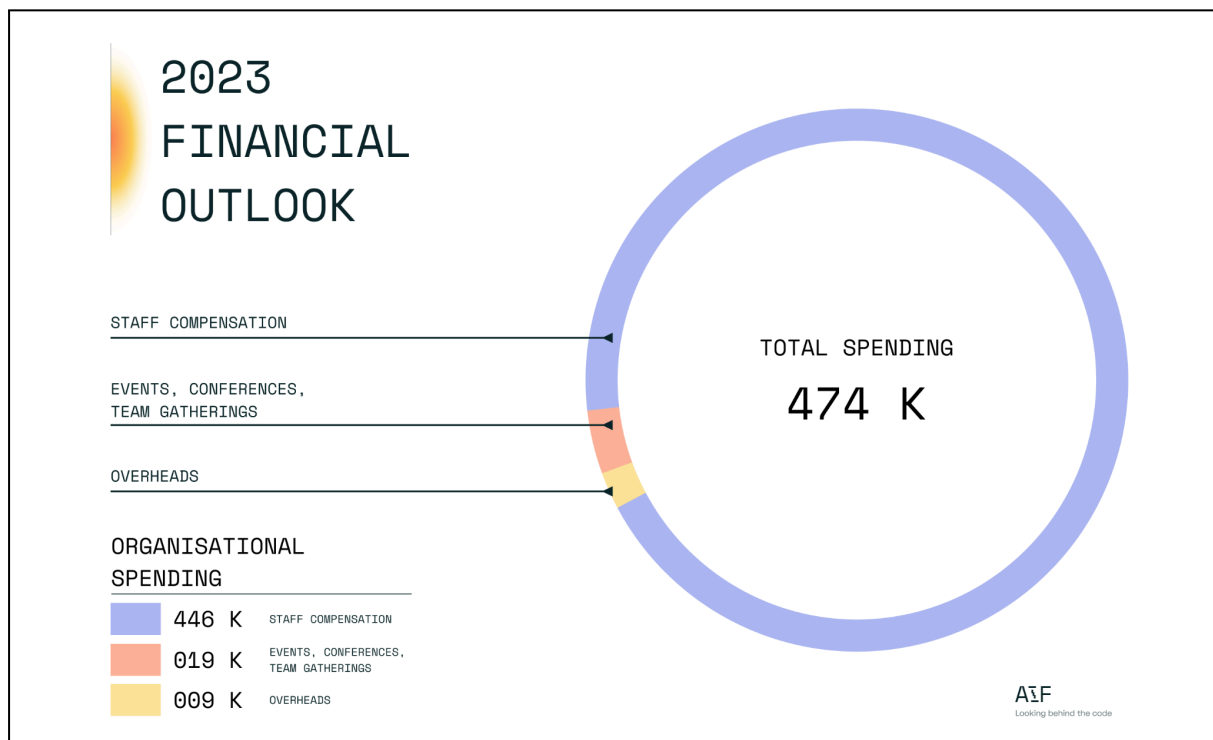 2023
FINANCIAL
OUTLOOK
STAFF COMPENSATION
EVENTS, CONFERENCES,
TEAM GATHERINGS
OVERHEADS
TOTAL SPENDING
474 K
ORGANISATIONAL
SPENDING
446 K STAFF COMPENSATION
019 K EVENTS, CONFERENCES,
TEAM GATHERINGS
009 K OVERHEADS
AIF
Looking behind the code